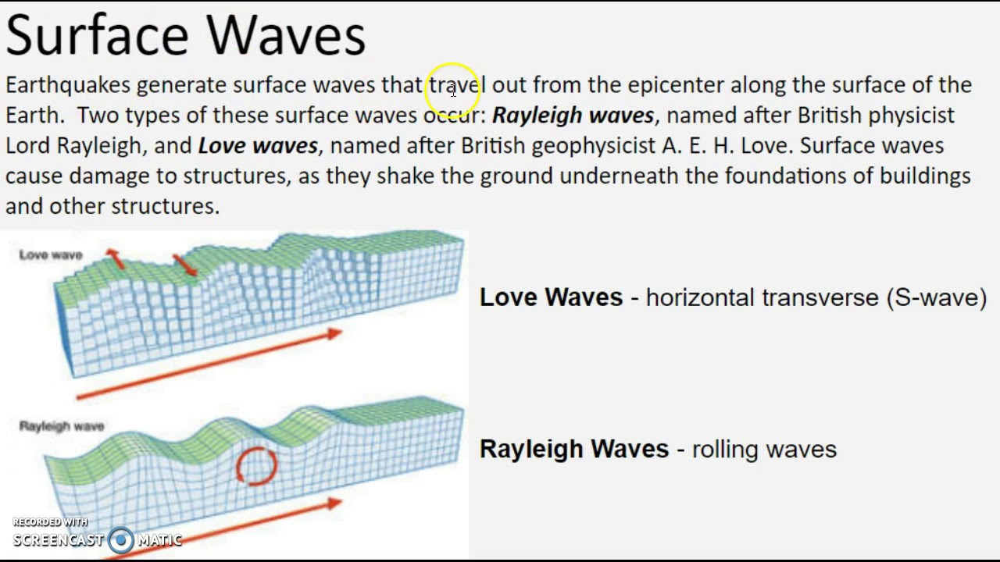 Surface Waves
Earthquakes generate surface waves that travel out from the epicenter along the surface of the
Earth.  Two types of these surface waves occur: Rayleigh waves, named after British physicist
Lord Rayleigh, and Love waves, named after British geophysicist A. E. H. Love. Surface waves
cause damage to structures, as they shake the ground underneath the foundations of buildings
and other structures.
Love wave
Love Waves - horizontal transverse (S-wave)
Rayleigh wave
Rayleigh Waves - rolling waves
RECORDED WITH
SCREENCAST MATIC